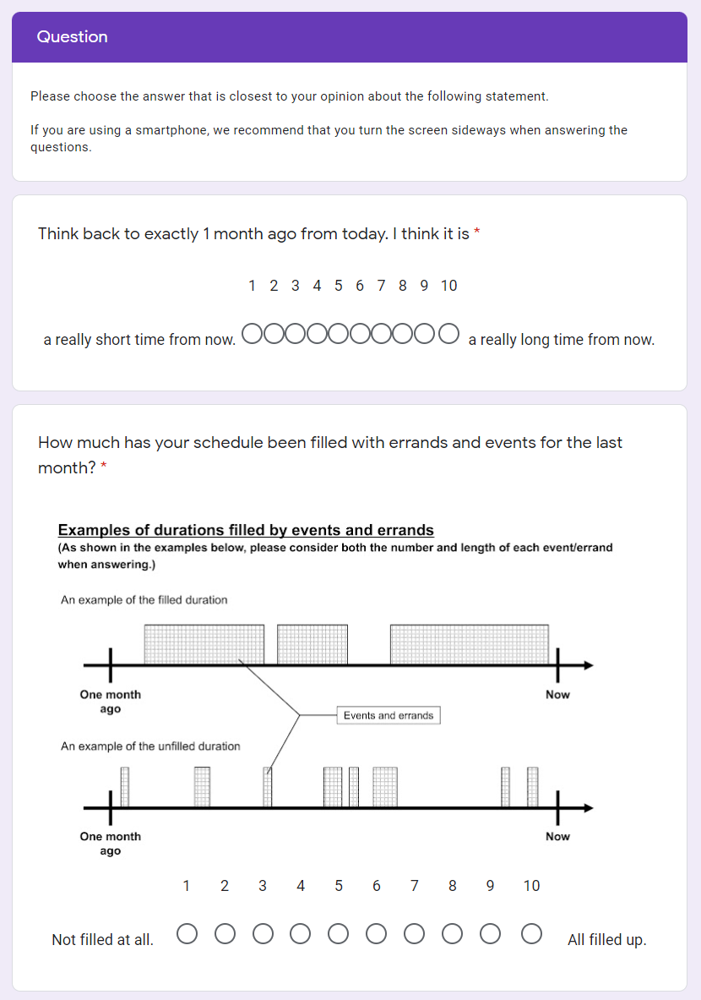 Question
Please choose the answer that is closest to your opinion about the following statement.
If you are using a smartphone, we recommend that you turn the screen sideways when answering the
questions.
Think back to exactly 1 month ago from today. I think it is *
1 2 3 4 5 6 7 8 9 10
a really short time from now.
a really long time from now.
How much has your schedule been filled with errands and events for the last
month? *
Examples of durations filled by events and errands
(As shown in the examples below, please consider both the number and length of each event/errand
when answering.)
An example of the filled duration
One month
ago
Now
Events and errands
An example of the unfilled duration
One month
ago
Now
1 2 3 4 5 6 7 8 9 10
Not filled at all.
All filled up.